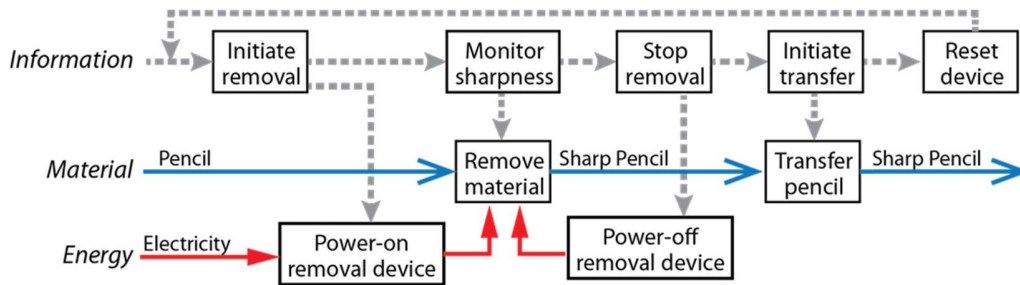 Information
Initiate
removal
Monitor
sharpness
Stop
removal
Initiate
transfer
Reset
device
Material
Pencil
Remove
material
Sharp Pencil
Transfer
pencil
Sharp Pencil
Energy
Electricity
Power-on
removal device
Power-off
removal device